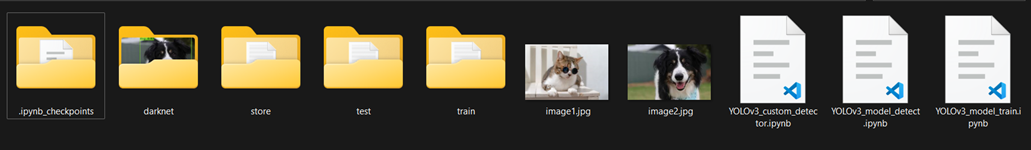 .ipynb_checkpoints
darknet
store
test
train
image1.jpg
image2.jpg
YOLOv3_custom_detec
tor.ipynb
YOLOv3_model_detect
.ipynb
YOLOv3_model_train.i
pynb